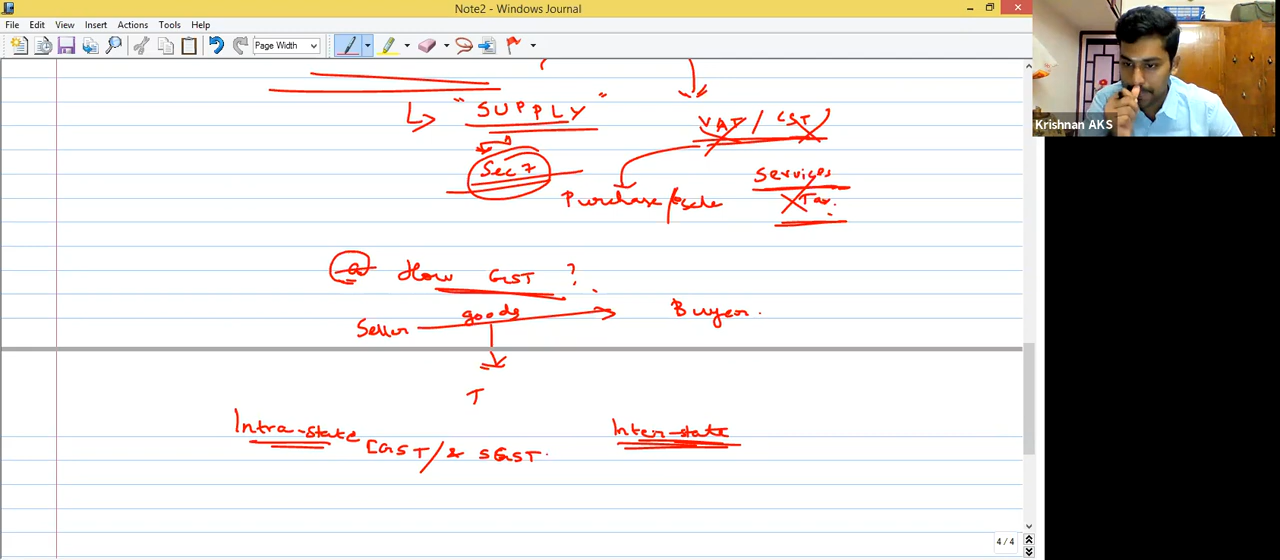 Note2 - Windows Journal
File Edit View Insert Actions Tools Help
Page Width
" SUPPLY "
VAT / CST
Sec 7
Services
Tax.
Purchase / Sale
Q How GST ?
Seller goods Buyer.
T
Intra-state Inter-state
CGST / & SGST.
4 / 4
Krishnan AKS